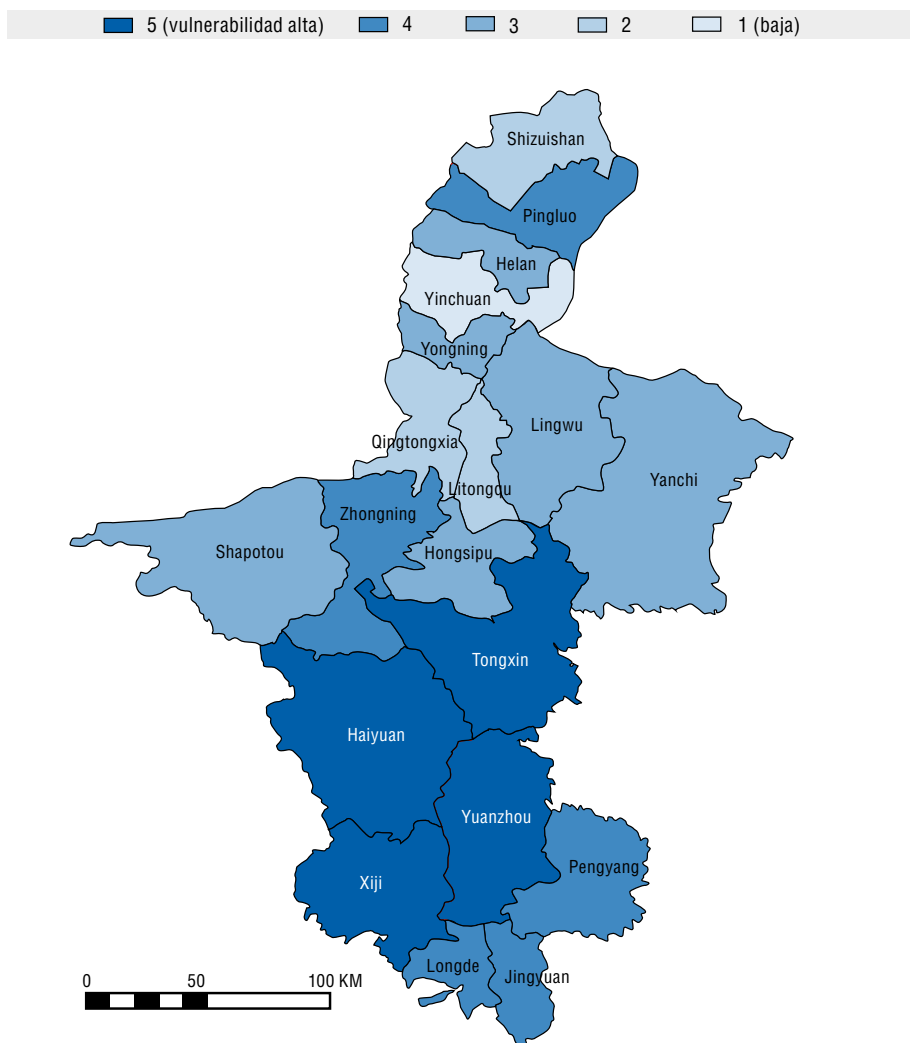 5 (vulnerabilidad alta) 4 3 2 1 (baja)
Shizuishan
Pingluo
Helan
Yinchuan
Yongning
Lingwu
Qingtongxia
Yanchi
Litongqu
Zhongning
Shapotou
Hongsipu
Tongxin
Haiyuan
Yuanzhou
Pengyang
Xiji
Longde
Jingyuan
0 50 100 KM